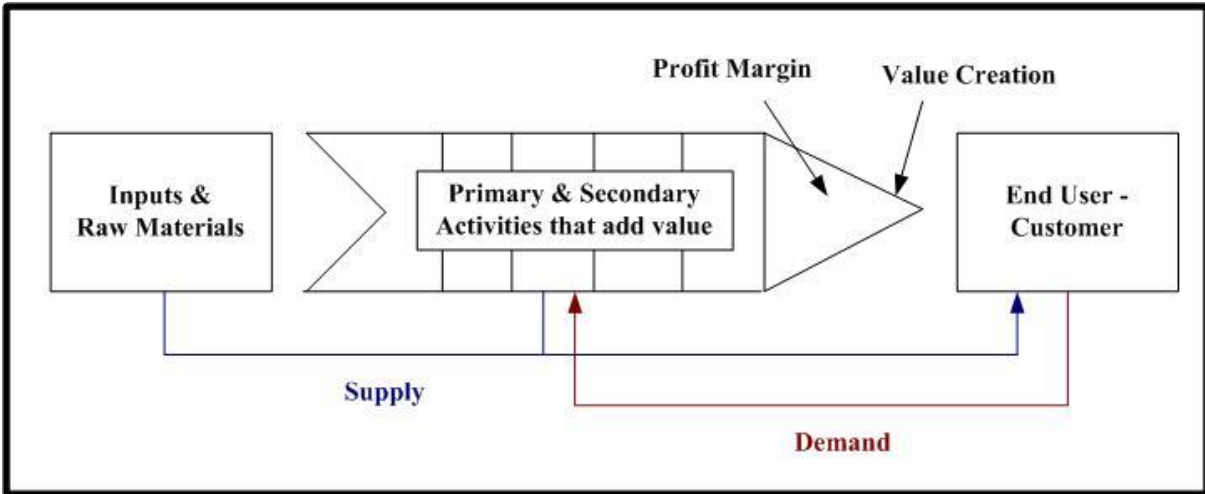 Profit Margin
Value Creation
Inputs &
Raw Materials
Primary & Secondary
Activities that add value
End User -
Customer
Supply
Demand